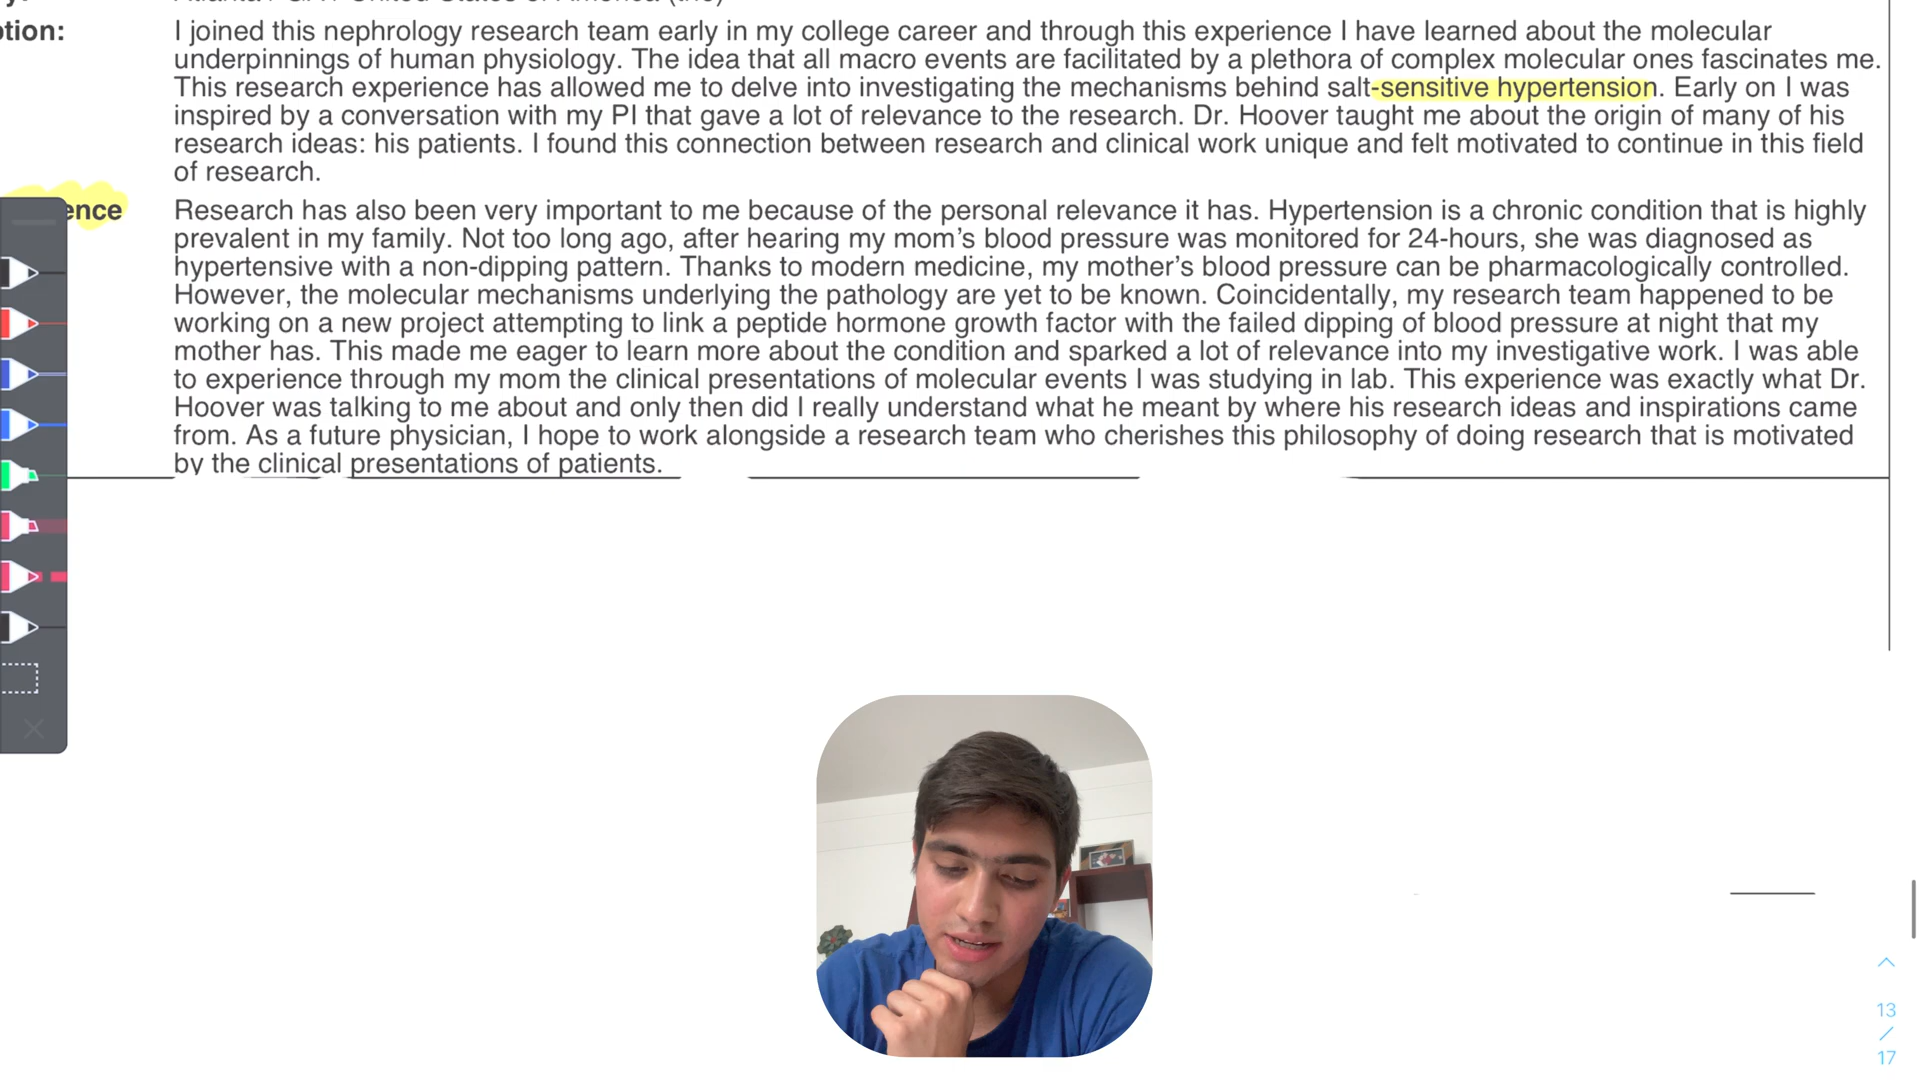 ption:
I joined this nephrology research team early in my college career and through this experience I have learned about the molecular
underpinnings of human physiology. The idea that all macro events are facilitated by a plethora of complex molecular ones fascinates me.
This research experience has allowed me to delve into investigating the mechanisms behind salt-sensitive hypertension. Early on I was
inspired by a conversation with my PI that gave a lot of relevance to the research. Dr. Hoover taught me about the origin of many of his
research ideas: his patients. I found this connection between research and clinical work unique and felt motivated to continue in this field
of research.
ence
Research has also been very important to me because of the personal relevance it has. Hypertension is a chronic condition that is highly
prevalent in my family. Not too long ago, after hearing my mom's blood pressure was monitored for 24-hours, she was diagnosed as
hypertensive with a non-dipping pattern. Thanks to modern medicine, my mother's blood pressure can be pharmacologically controlled.
However, the molecular mechanisms underlying the pathology are yet to be known. Coincidentally, my research team happened to be
working on a new project attempting to link a peptide hormone growth factor with the failed dipping of blood pressure at night that my
mother has. This made me eager to learn more about the condition and sparked a lot of relevance into my investigative work. I was able
to experience through my mom the clinical presentations of molecular events I was studying in lab. This experience was exactly what Dr.
Hoover was talking to me about and only then did I really understand what he meant by where his research ideas and inspirations came
from. As a future physician, I hope to work alongside a research team who cherishes this philosophy of doing research that is motivated
by the clinical presentations of patients.
13
/
17